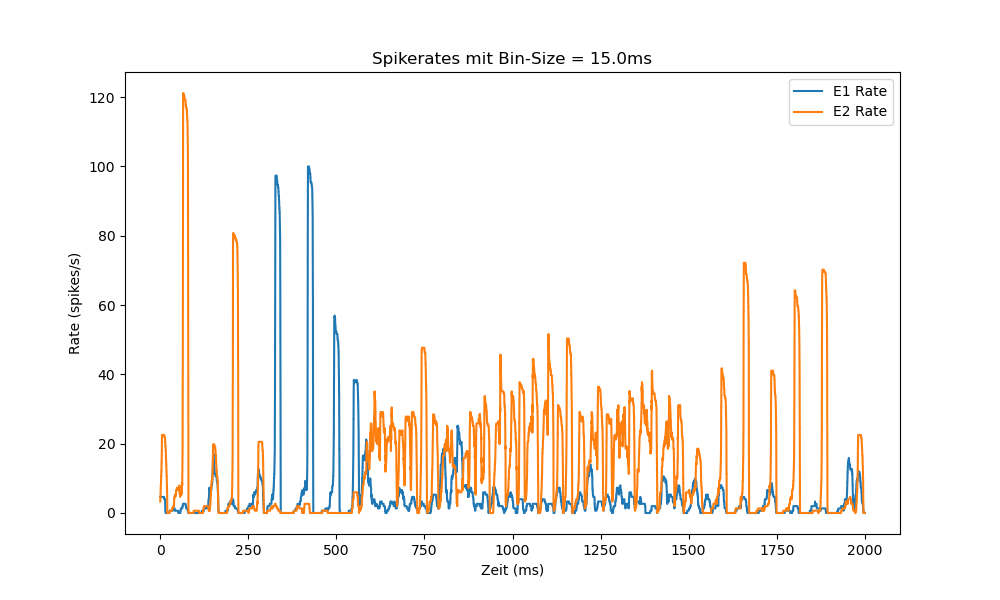 Spikerates mit Bin-Size = 15.0ms
E1 Rate
E2 Rate
Rate (spikes/s)
120
100
80
60
40
20
0
0 250 500 750 1000 1250 1500 1750 2000
Zeit (ms)